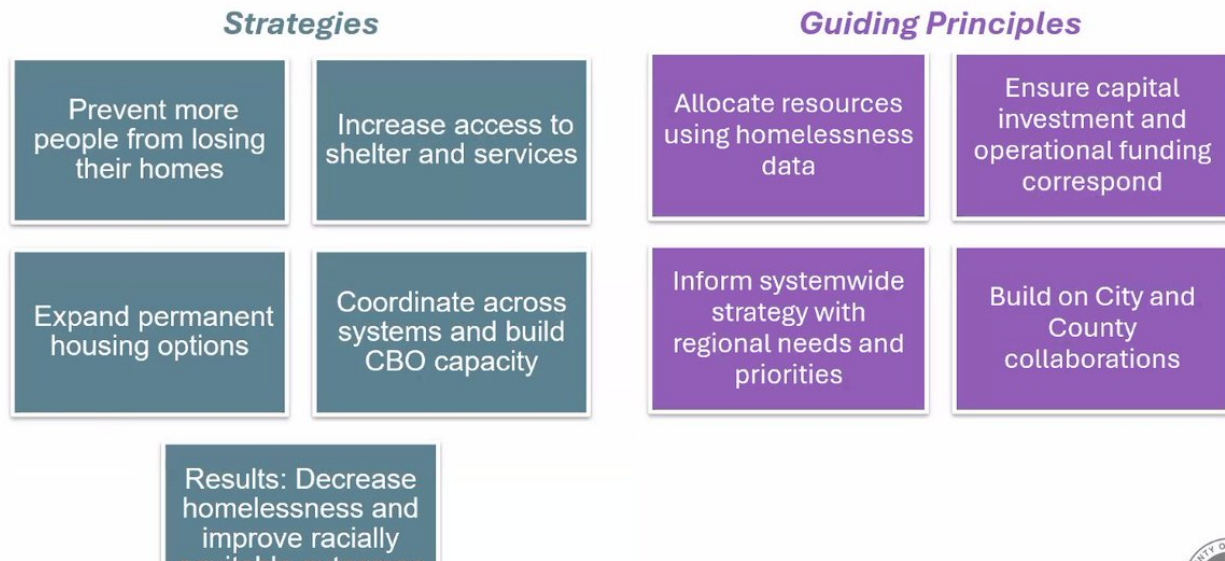 Strategies
Prevent more
people from losing
their homes
Increase access to
shelter and services
Expand permanent
housing options
Coordinate across
systems and build
CBO capacity
Results: Decrease
homelessness and
improve racially
Guiding Principles
Allocate resources
using homelessness
data
Ensure capital
investment and
operational funding
correspond
Inform systemwide
strategy with
regional needs and
priorities
Build on City and
County
collaborations